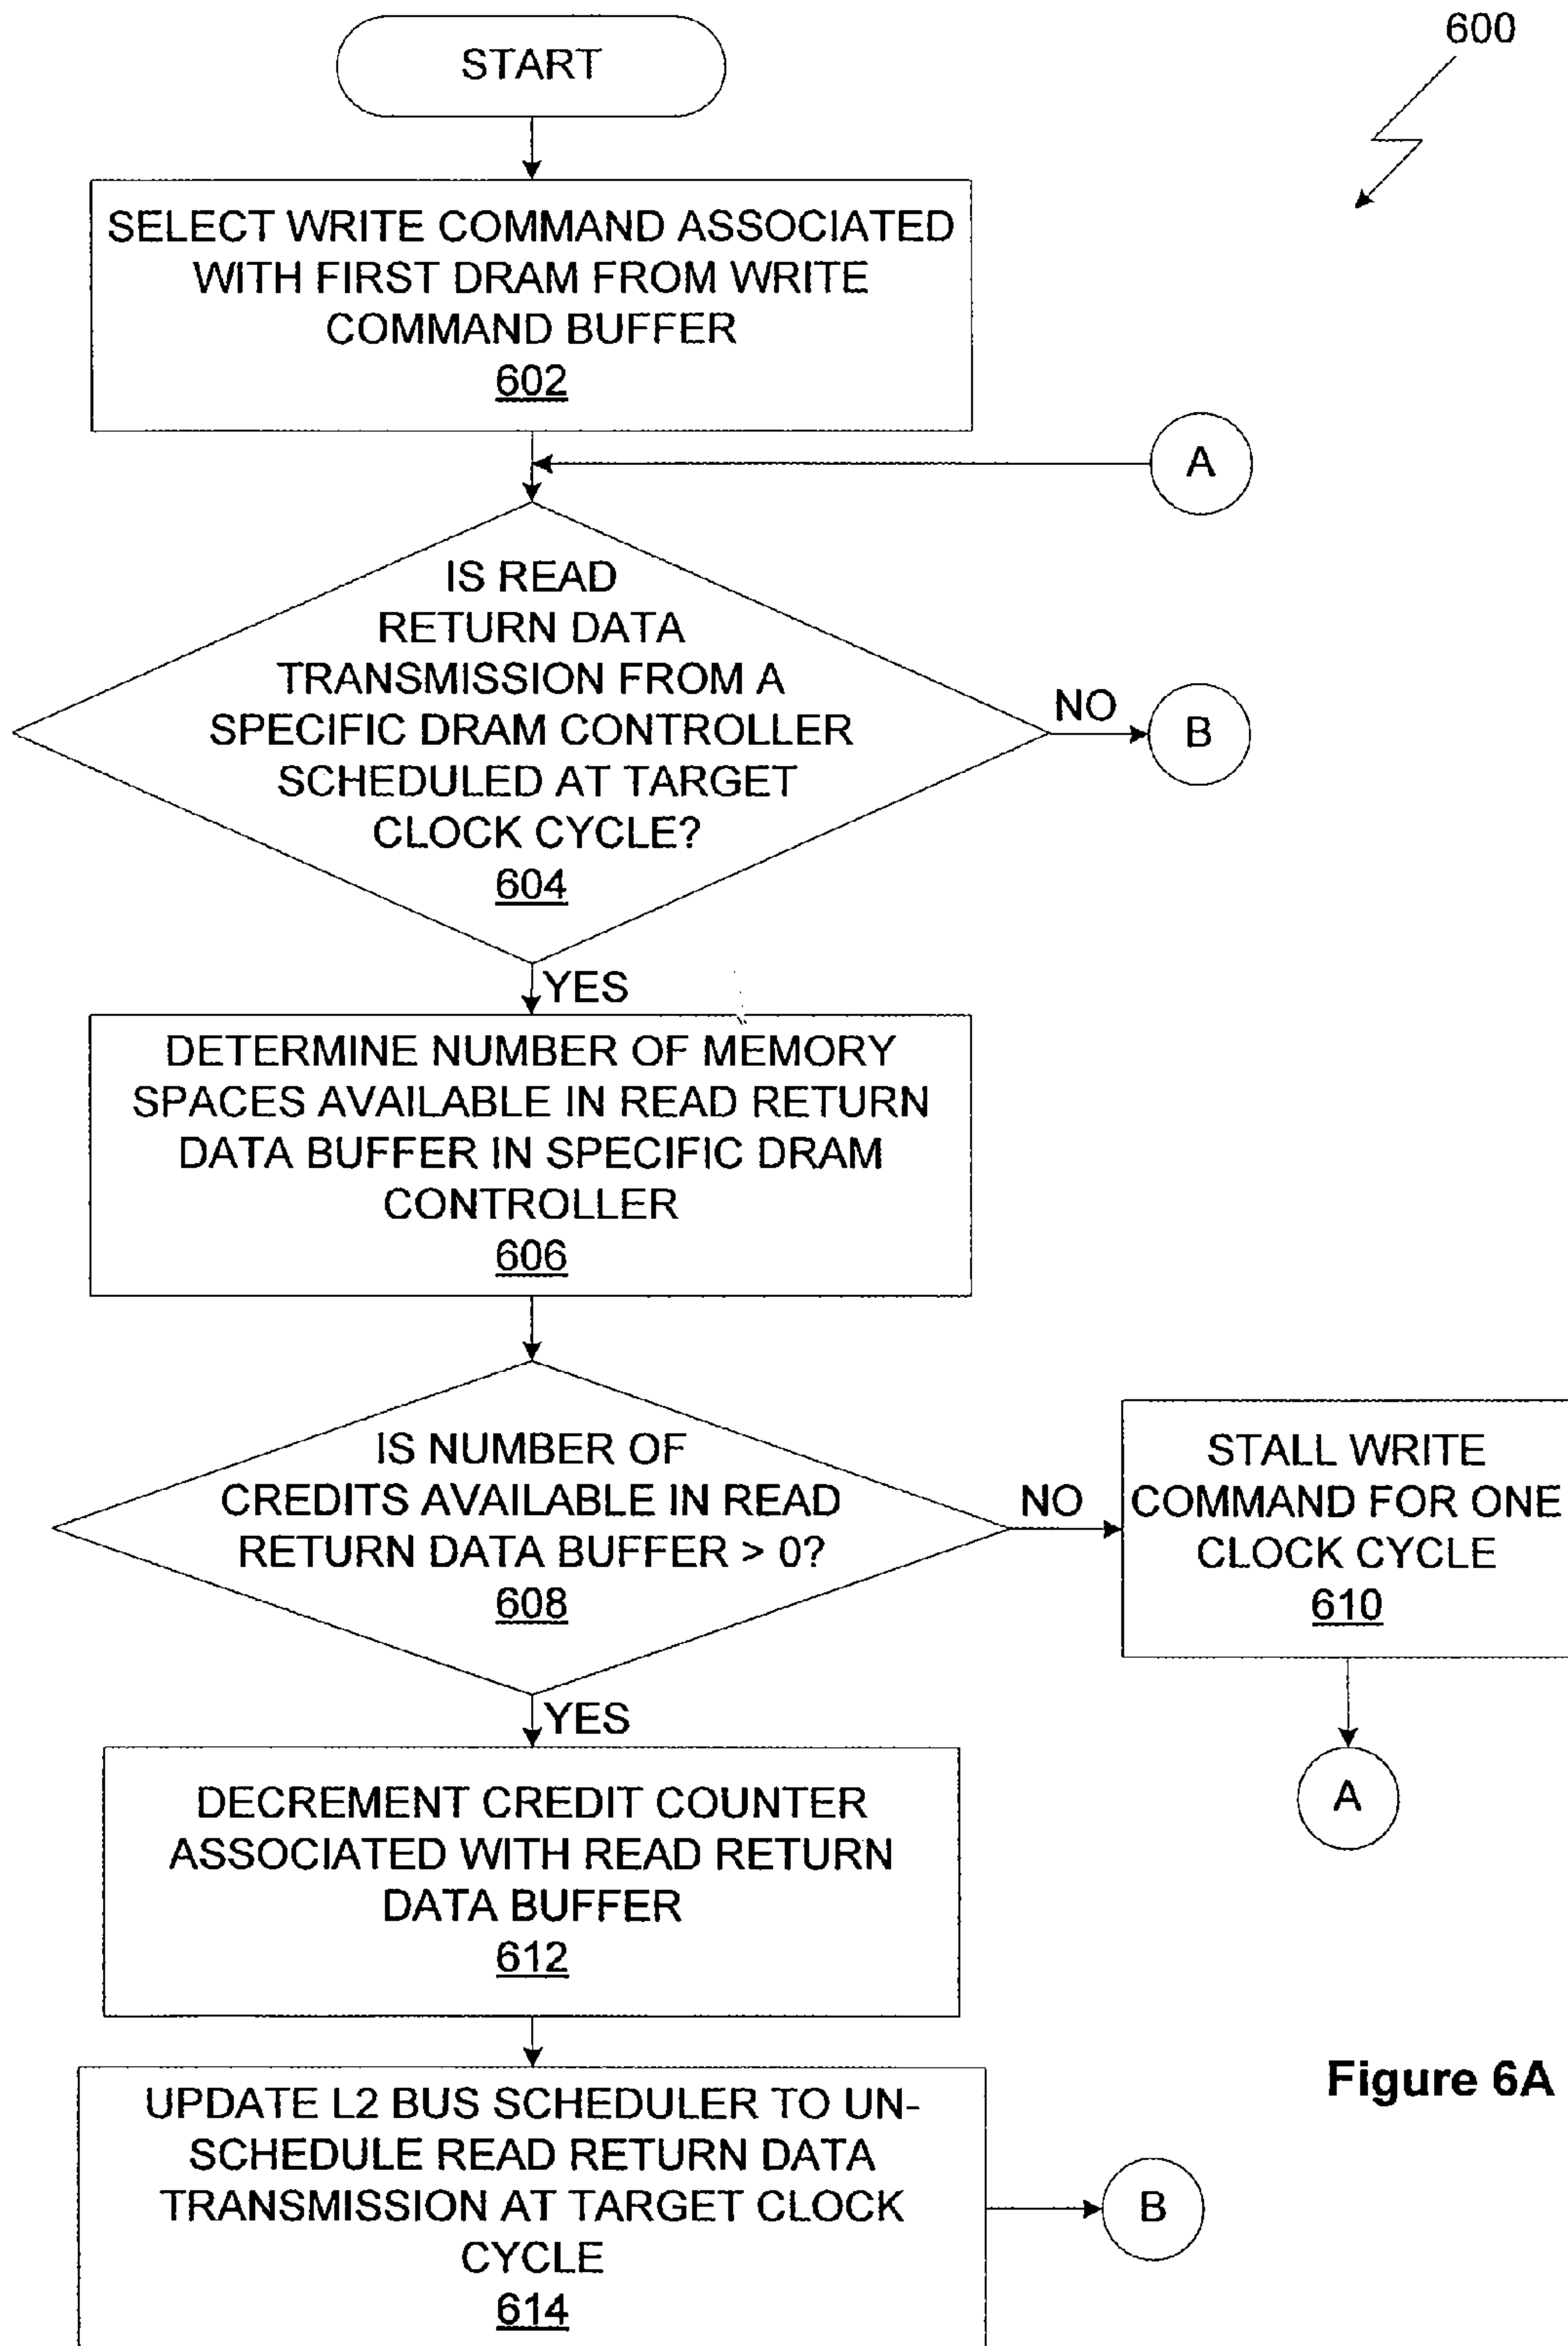 600
START
SELECT WRITE COMMAND ASSOCIATED
WITH FIRST DRAM FROM WRITE
COMMAND BUFFER
602
A
IS READ
RETURN DATA
TRANSMISSION FROM A
SPECIFIC DRAM CONTROLLER
SCHEDULED AT TARGET
CLOCK CYCLE?
604
NO
B
YES
DETERMINE NUMBER OF MEMORY
SPACES AVAILABLE IN READ RETURN
DATA BUFFER IN SPECIFIC DRAM
CONTROLLER
606
IS NUMBER OF
CREDITS AVAILABLE IN READ
RETURN DATA BUFFER > 0?
608
NO
STALL WRITE
COMMAND FOR ONE
CLOCK CYCLE
610
A
YES
DECREMENT CREDIT COUNTER
ASSOCIATED WITH READ RETURN
DATA BUFFER
612
UPDATE L2 BUS SCHEDULER TO UN-
SCHEDULE READ RETURN DATA
TRANSMISSION AT TARGET CLOCK
CYCLE
614
B
Figure 6A